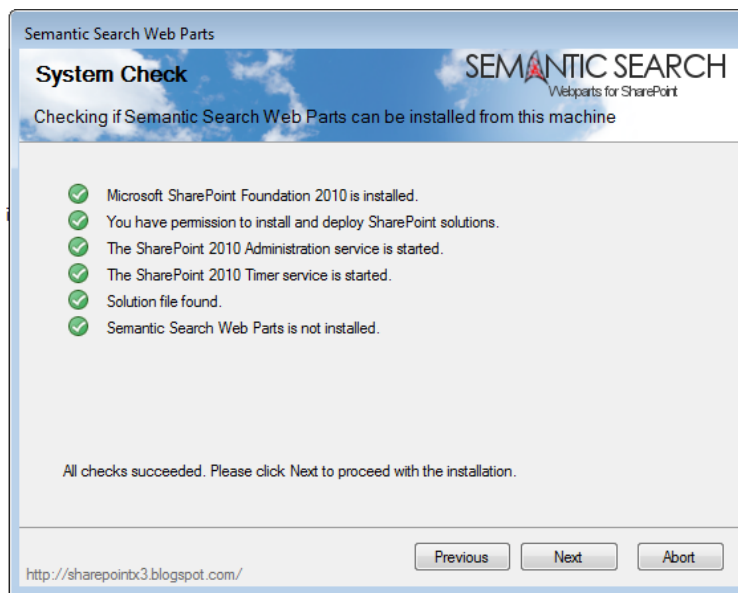 Semantic Search Web Parts
System Check
SEMANTIC SEARCH
Webparts for SharePoint
Checking if Semantic Search Web Parts can be installed from this machine
Microsoft SharePoint Foundation 2010 is installed.
You have permission to install and deploy SharePoint solutions.
The SharePoint 2010 Administration service is started.
The SharePoint 2010 Timer service is started.
Solution file found.
Semantic Search Web Parts is not installed.
All checks succeeded. Please click Next to proceed with the installation.
Previous Next Abort
http://sharepointx3.blogspot.com/